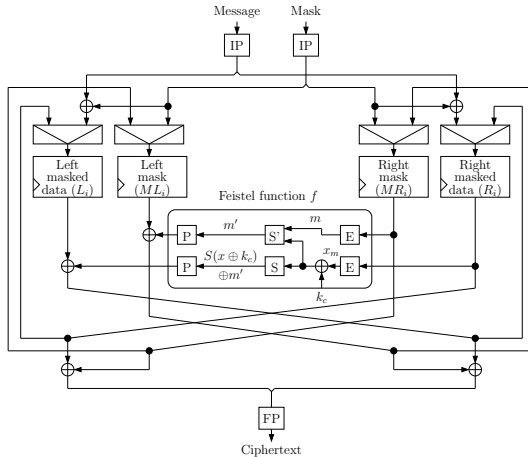 Message Mask
IP IP
Left masked data (L_i)
Left mask (ML_i)
Right mask (MR_i)
Right masked data (R_i)
Feistel function f
P m′ S' m E
P S(x ⊕ k_c) ⊕m′ S x_m E
k_c
FP
Ciphertext